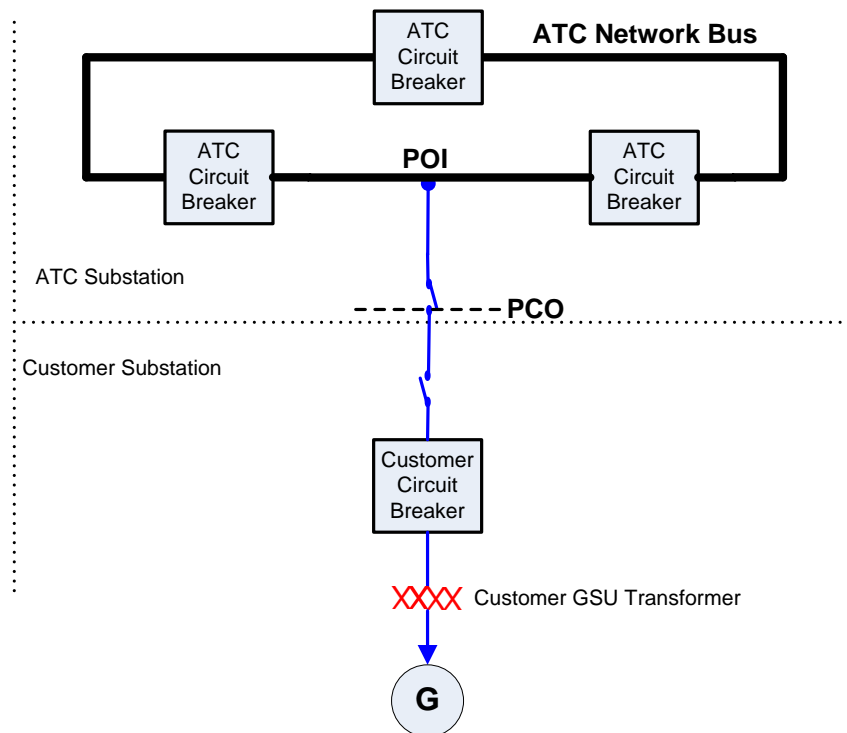 ATC
Circuit
Breaker
ATC Network Bus
ATC
Circuit
Breaker
POI
ATC
Circuit
Breaker
ATC Substation
PCO
Customer Substation
Customer
Circuit
Breaker
Customer GSU Transformer
G